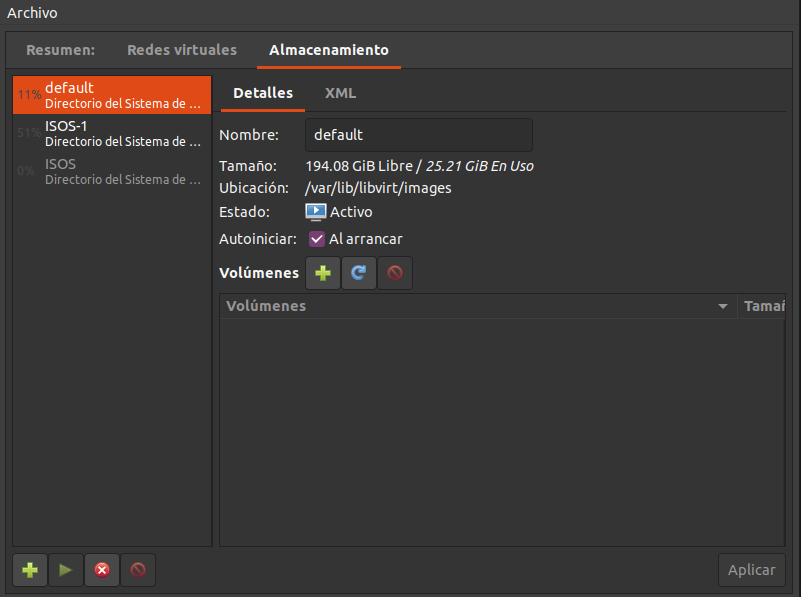 Archivo
Resumen: Redes virtuales Almacenamiento
11% default
Directorio del Sistema de ...
51% ISOS-1
Directorio del Sistema de ...
0% ISOS
Directorio del Sistema de ...
Detalles XML
Nombre: default
Tamaño: 194.08 GiB Libre / 25.21 GiB En Uso
Ubicación: /var/lib/libvirt/images
Estado: Activo
Autoiniciar: Al arrancar
Volúmenes
Volúmenes Tamañ
Aplicar